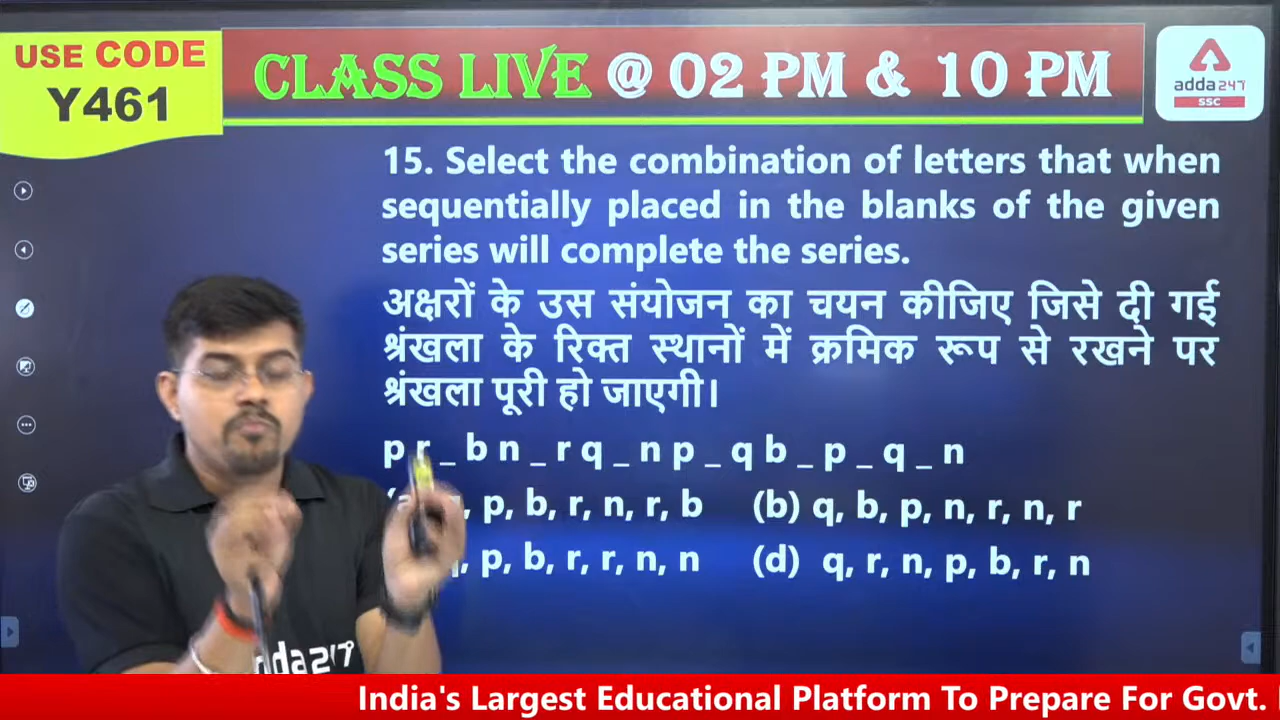 USE CODE
Y461
CLASS LIVE @ 02 PM & 10 PM
adda247
SSC
15. Select the combination of letters that when
sequentially placed in the blanks of the given
series will complete the series.
अक्षरों के उस संयोजन का चयन कीजिए जिसे दी गई
श्रंखला के रिक्त स्थानों में क्रमिक रूप से रखने पर
श्रंखला पूरी हो जाएगी।
p r _ b n _ r q _ n p _ q b _ p _ q _ n
, p, b, r, n, r, b (b) q, b, p, n, r, n, r
q, p, b, r, r, n, n (d) q, r, n, p, b, r, n
India's Largest Educational Platform To Prepare For Govt.